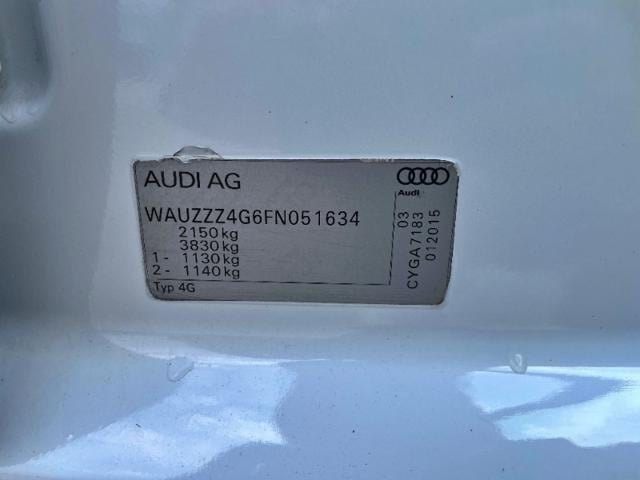 AUDI AG
Audi
WAUZZZ4G6FN051634
2150 kg
3830 kg
1- 1130 kg
2- 1140 kg
Typ 4G
03
CYGA7183
012015